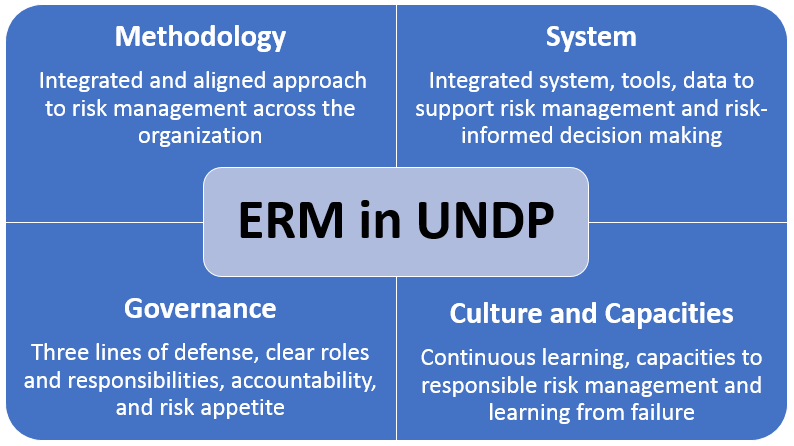 Methodology
Integrated and aligned approach
to risk management across the
organization
System
Integrated system, tools, data to
support risk management and risk-
informed decision making
ERM in UNDP
Governance
Three lines of defense, clear roles
and responsibilities, accountability,
and risk appetite
Culture and Capacities
Continuous learning, capacities to
responsible risk management and
learning from failure